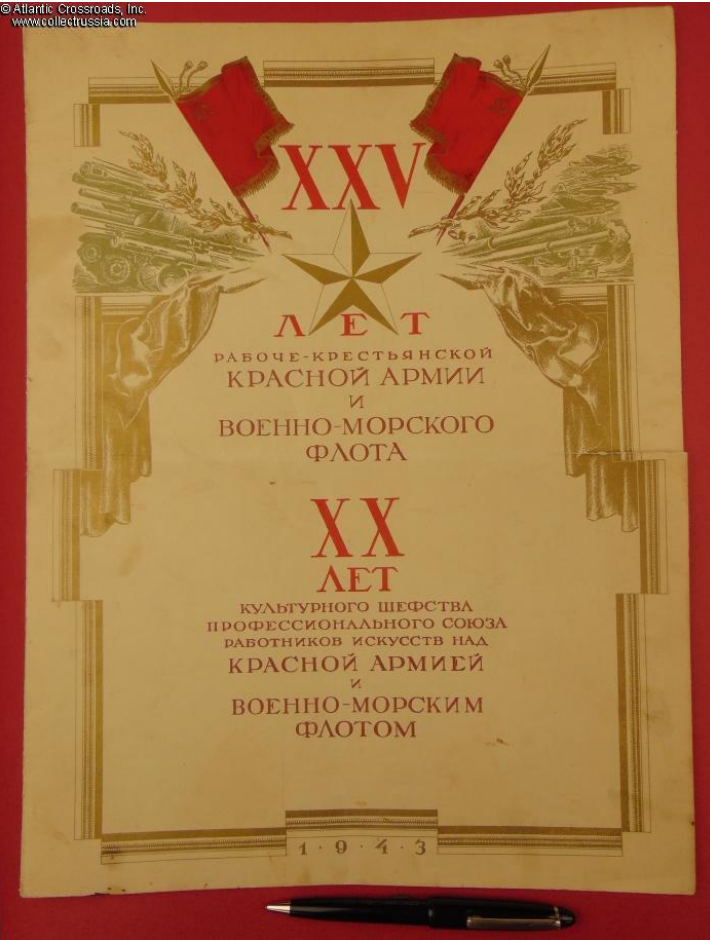 © Atlantic Crossroads, Inc.
www.collectrussia.com
XXV
ЛЕТ
РАБОЧЕ-КРЕСТЬЯНСКОЙ
КРАСНОЙ АРМИИ
И
ВОЕННО-МОРСКОГО
ФЛОТА
XX
ЛЕТ
КУЛЬТУРНОГО ШЕФСТВА
ПРОФЕССИОНАЛЬНОГО СОЮЗА
РАБОТНИКОВ ИСКУССТВ НАД
КРАСНОЙ АРМИЕЙ
И
ВОЕННО-МОРСКИМ
ФЛОТОМ
1·9·4·3